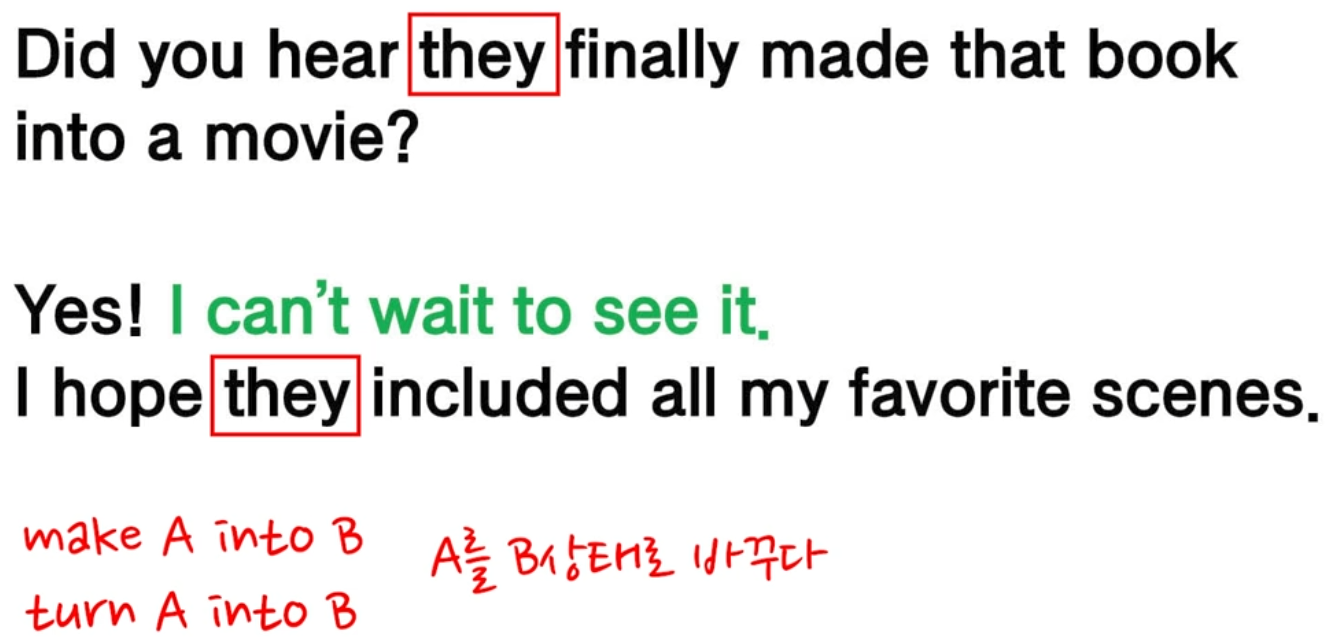 Did you hear they finally made that book
into a movie?
Yes! I can't wait to see it.
I hope they included all my favorite scenes.
make A into B
turn A into B
A를 B상태로 바꾸다